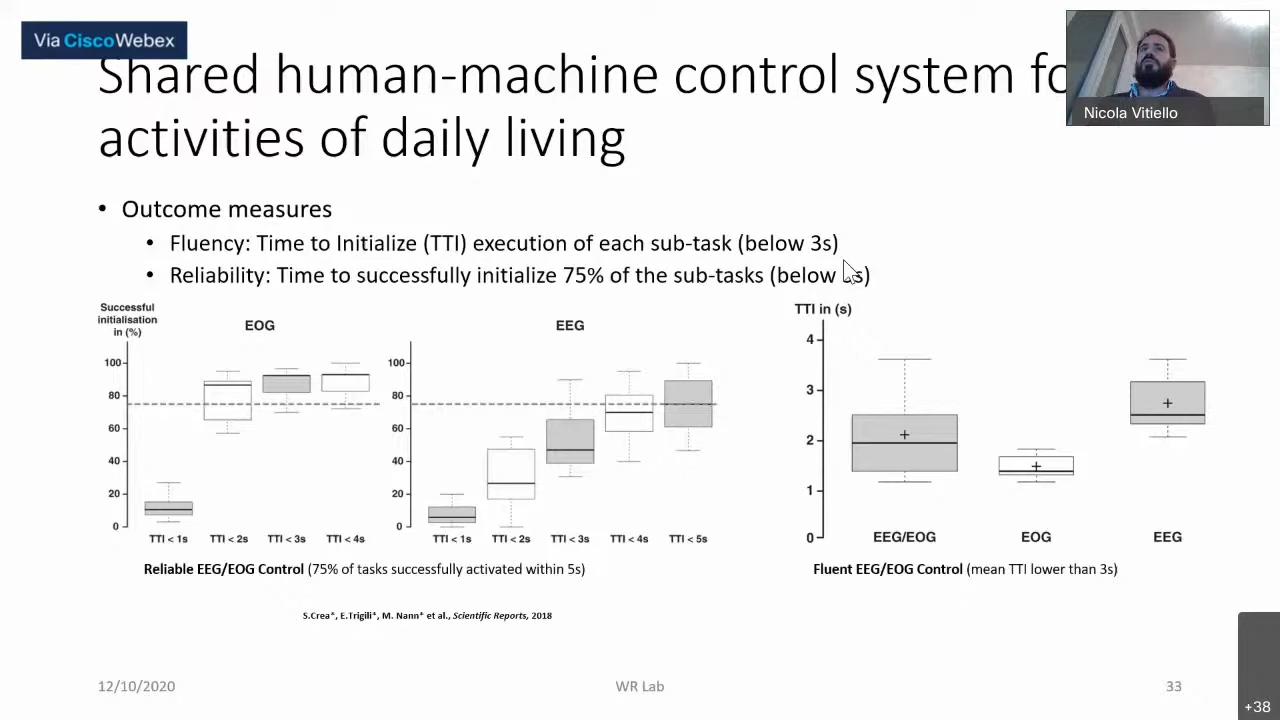 Via Cisco Webex
Shared human-machine control system fo
activities of daily living
Nicola Vitiello
• Outcome measures
• Fluency: Time to Initialize (TTI) execution of each sub-task (below 3s)
• Reliability: Time to successfully initialize 75% of the sub-tasks (below s)
Successful
initialisation
in (%)
EOG
100
80
60
40
20
0
TTI < 1s TTI < 2s TTI < 3s TTI < 4s
EEG
100
80
60
40
20
0
TTI < 1s TTI < 2s TTI < 3s TTI < 4s TTI < 5s
Reliable EEG/EOG Control (75% of tasks successfully activated within 5s)
TTI in (s)
4
3
2
1
0
EEG/EOG EOG EEG
Fluent EEG/EOG Control (mean TTI lower than 3s)
S.Crea*, E.Trigili*, M. Nann* et al., Scientific Reports, 2018
12/10/2020 WR Lab 33
+38